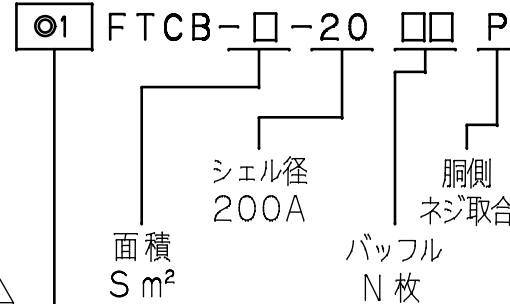 ◎1 FTCB-□-20 □□ P
シェル径
200A
胴側
ネジ取合
面積
S m²
バッフル
N 枚